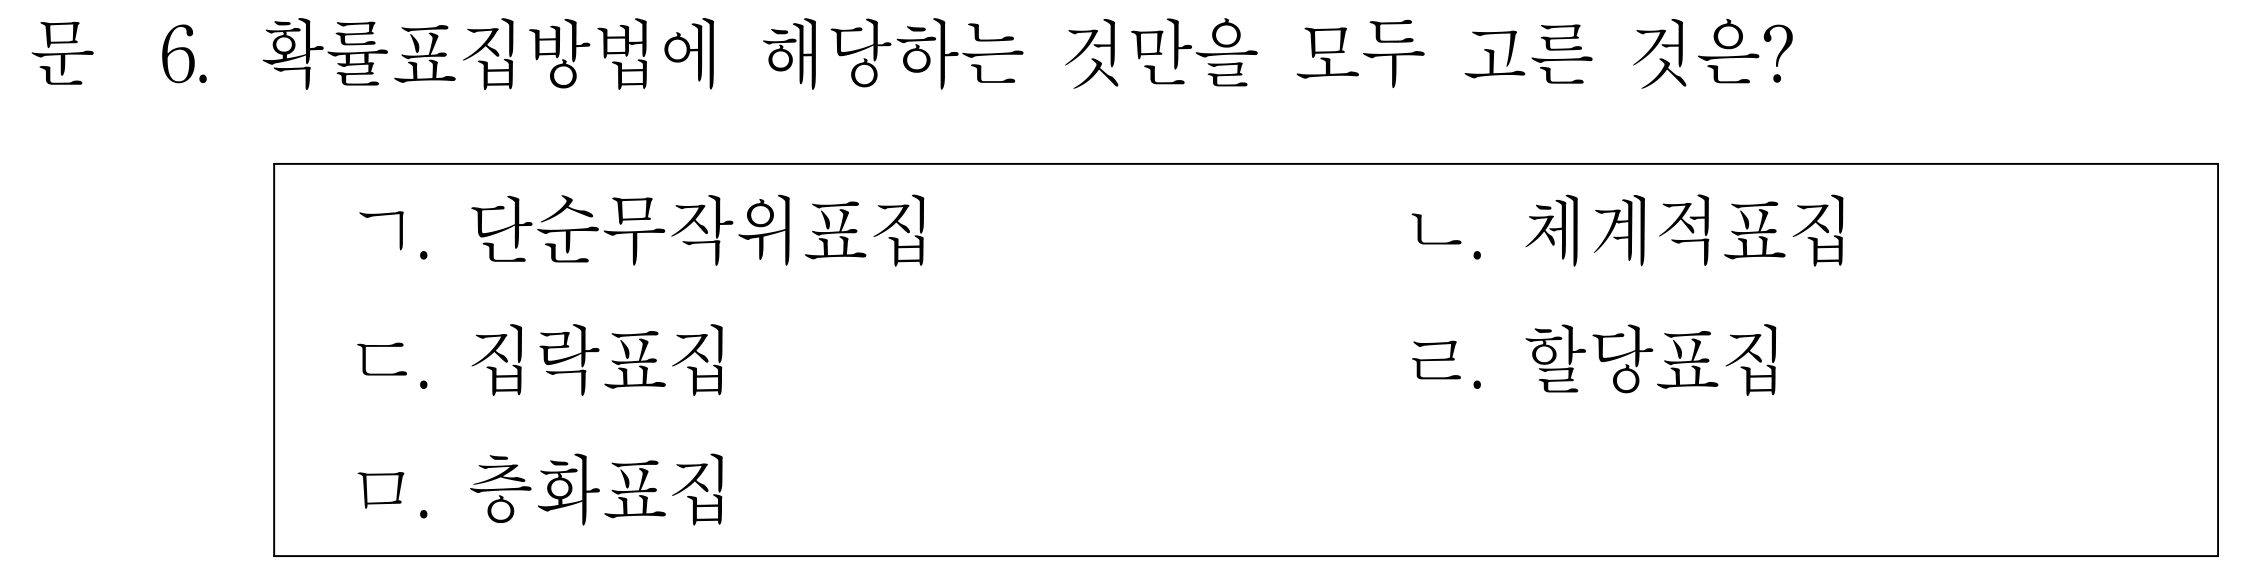 문 6. 확률표집방법에 해당하는 것만을 모두 고른 것은?
ㄱ. 단순무작위표집 ㄴ. 체계적표집
ㄷ. 집락표집 ㄹ. 할당표집
ㅁ. 층화표집